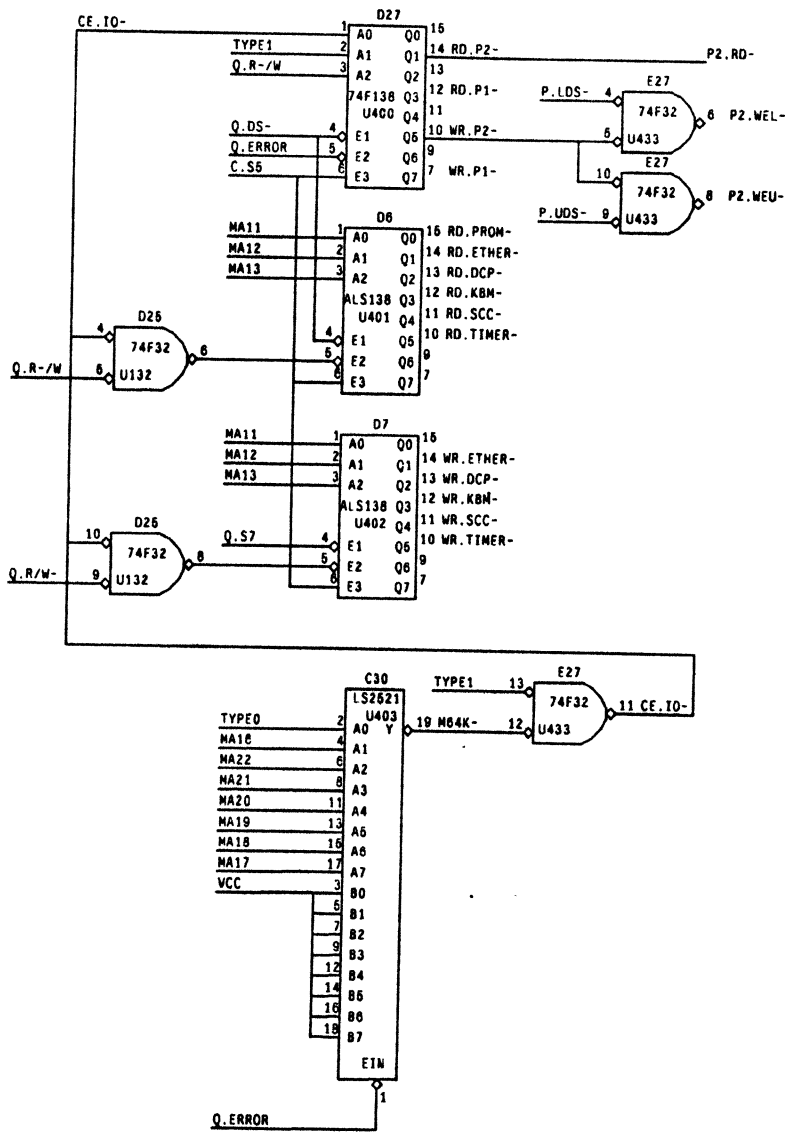 D27
CE.IO- 1 A0 Q0 15
TYPE1 2 A1 Q1 14 RD.P2- P2.RD-
Q.R-/W 3 A2 Q2 13
74F138 Q3 12 RD.P1-
U400 Q4 11
Q.DS- 4 E1 Q5 10 WR.P2-
Q.ERROR 5 E2 Q6 9
C.S5 6 E3 Q7 7 WR.P1-
E27
P.LDS- 4 74F32 6 P2.WEL-
5 U433
E27
10 74F32 8 P2.WEU-
P.UDS- 9 U433
D6
MA11 1 A0 Q0 15 RD.PROM-
MA12 2 A1 Q1 14 RD.ETHER-
MA13 3 A2 Q2 13 RD.DCP-
ALS138 Q3 12 RD.KBM-
U401 Q4 11 RD.SCC-
4 E1 Q5 10 RD.TIMER-
5 E2 Q6 9
6 E3 Q7 7
D25
4 74F32 6
Q.R-/W 5 U132
D7
MA11 1 A0 Q0 15
MA12 2 A1 Q1 14 WR.ETHER-
MA13 3 A2 Q2 13 WR.DCP-
ALS138 Q3 12 WR.KBM-
U402 Q4 11 WR.SCC-
Q.S7 4 E1 Q5 10 WR.TIMER-
5 E2 Q6 9
6 E3 Q7 7
D25
10 74F32 8
Q.R/W- 9 U132
E27
TYPE1 13 74F32 11 CE.IO-
12 U433
C30
LS2521
U403
TYPE0 2 A0 Y 19 M64K-
MA16 4 A1
MA22 6 A2
MA21 8 A3
MA20 11 A4
MA19 13 A5
MA18 15 A6
MA17 17 A7
VCC 3 B0
5 B1
7 B2
9 B3
12 B4
14 B5
16 B6
18 B7
EIN
Q.ERROR 1